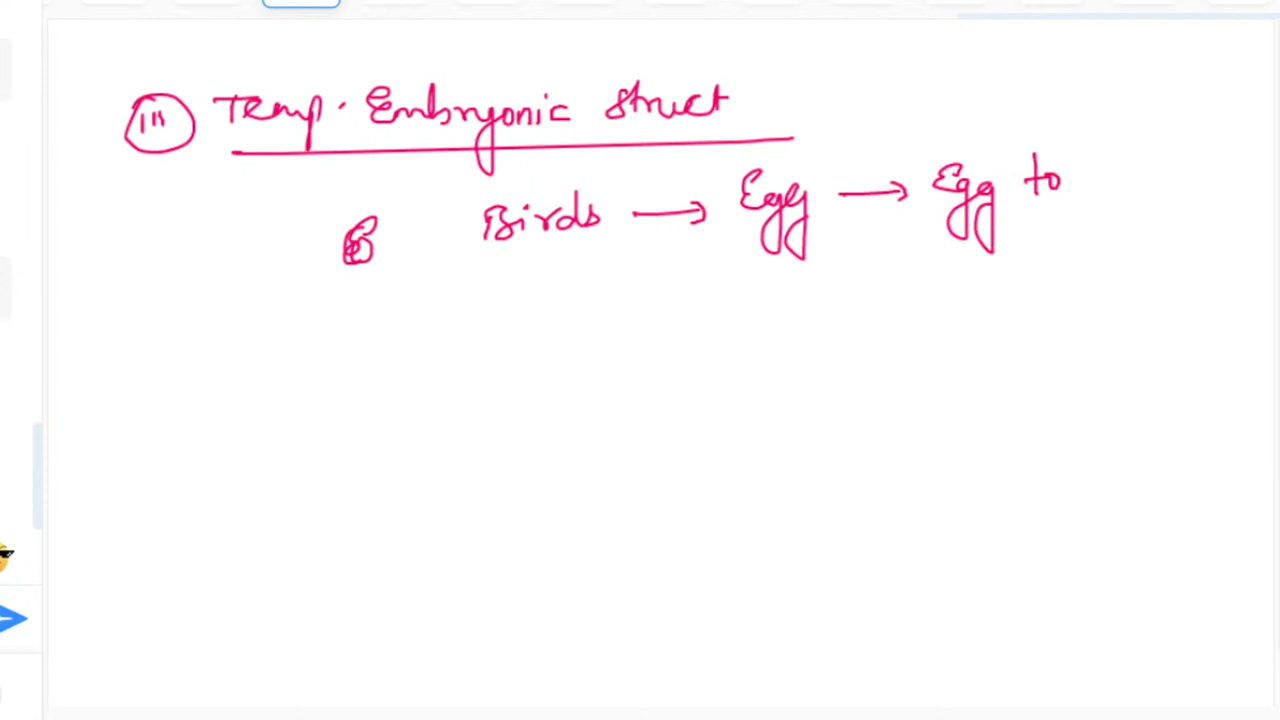 (iii) Temp. Embryonic Struct
Birds → Egg → Egg to